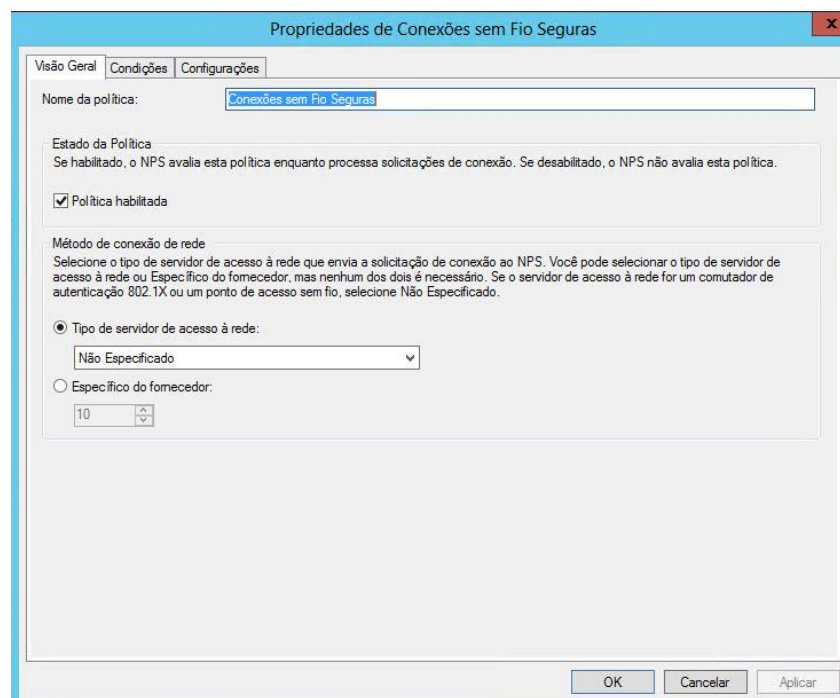 Propriedades de Conexões sem Fio Seguras
x
Visão Geral
Condições
Configurações
Nome da política:
Conexões sem Fio Seguras
Estado da Política
Se habilitado, o NPS avalia esta política enquanto processa solicitações de conexão. Se desabilitado, o NPS não avalia esta política.
Política habilitada
Método de conexão de rede
Selecione o tipo de servidor de acesso à rede que envia a solicitação de conexão ao NPS. Você pode selecionar o tipo de servidor de
acesso à rede ou Específico do fornecedor, mas nenhum dos dois é necessário. Se o servidor de acesso à rede for um comutador de
autenticação 802.1X ou um ponto de acesso sem fio, selecione Não Especificado.
Tipo de servidor de acesso à rede:
Não Especificado
Específico do fornecedor:
10
OK
Cancelar
Aplicar